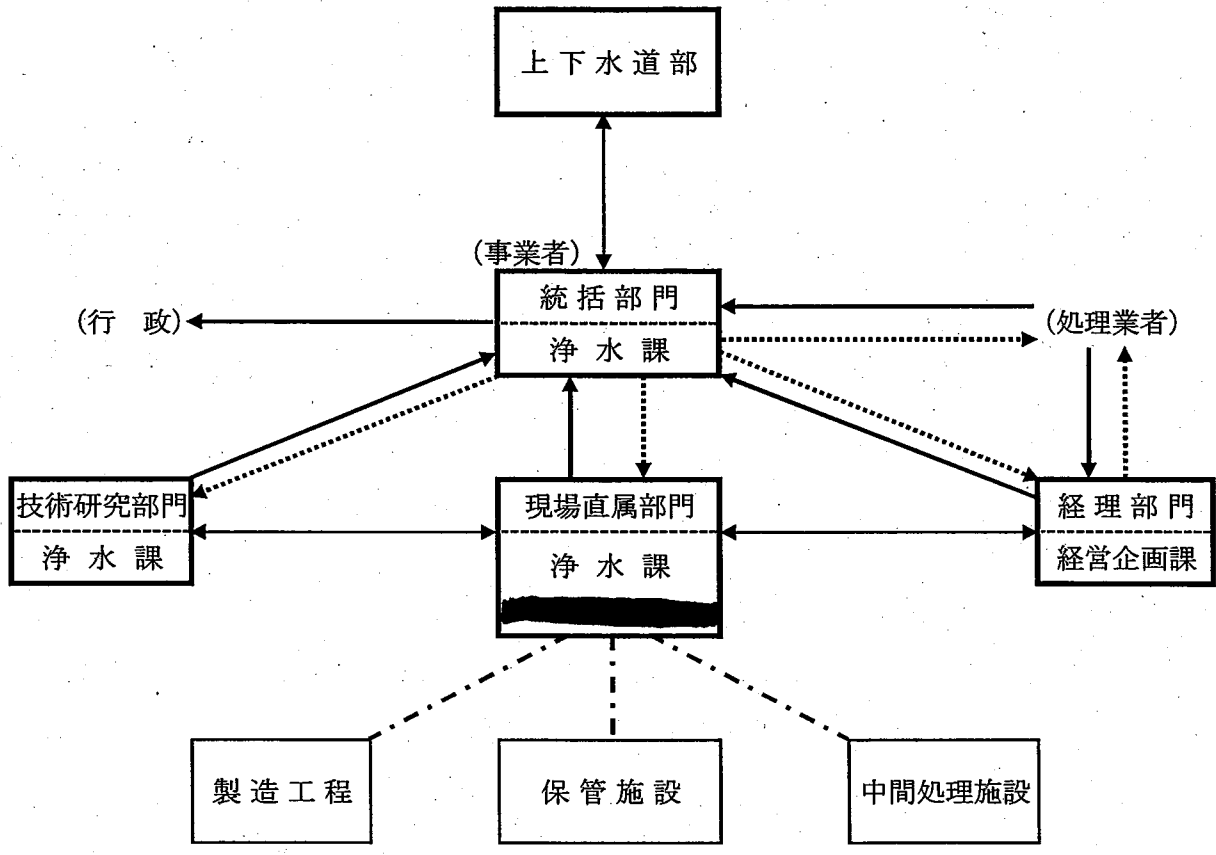 上下水道部
(事業者)
統括部門
浄水課
(行　政)
(処理業者)
技術研究部門
浄水課
現場直属部門
浄水課
経理部門
経営企画課
製造工程
保管施設
中間処理施設